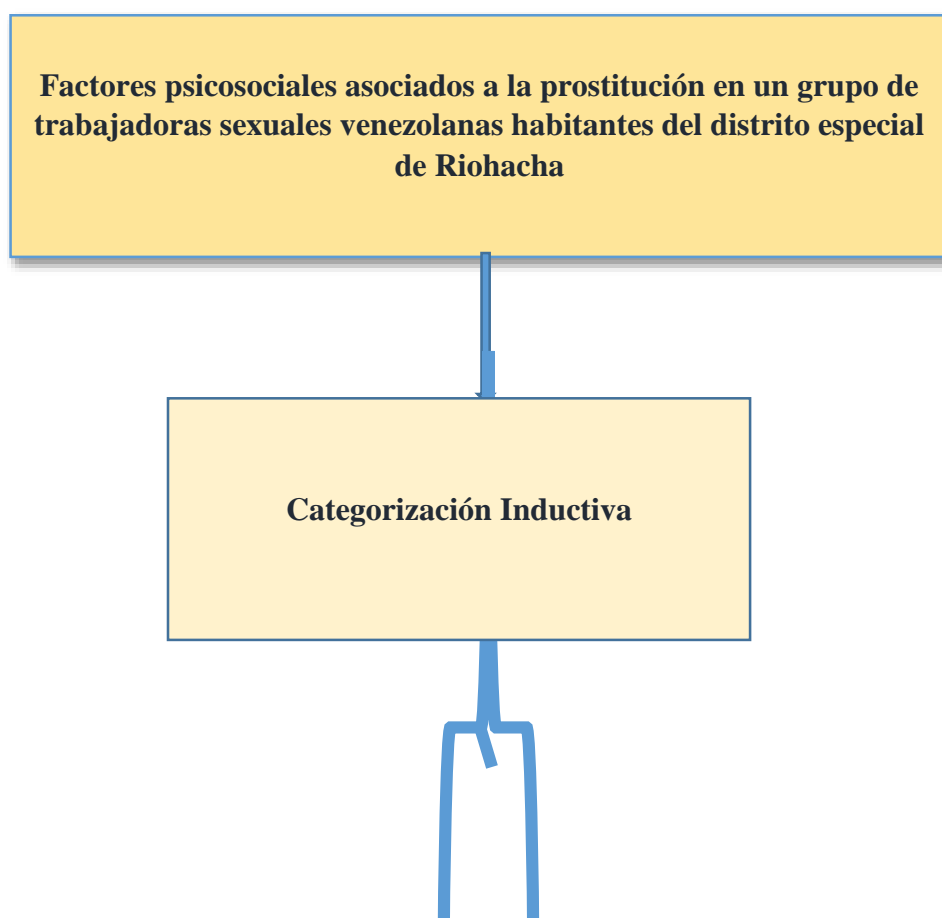 Factores psicosociales asociados a la prostitución en un grupo de
trabajadoras sexuales venezolanas habitantes del distrito especial
de Riohacha
Categorización Inductiva